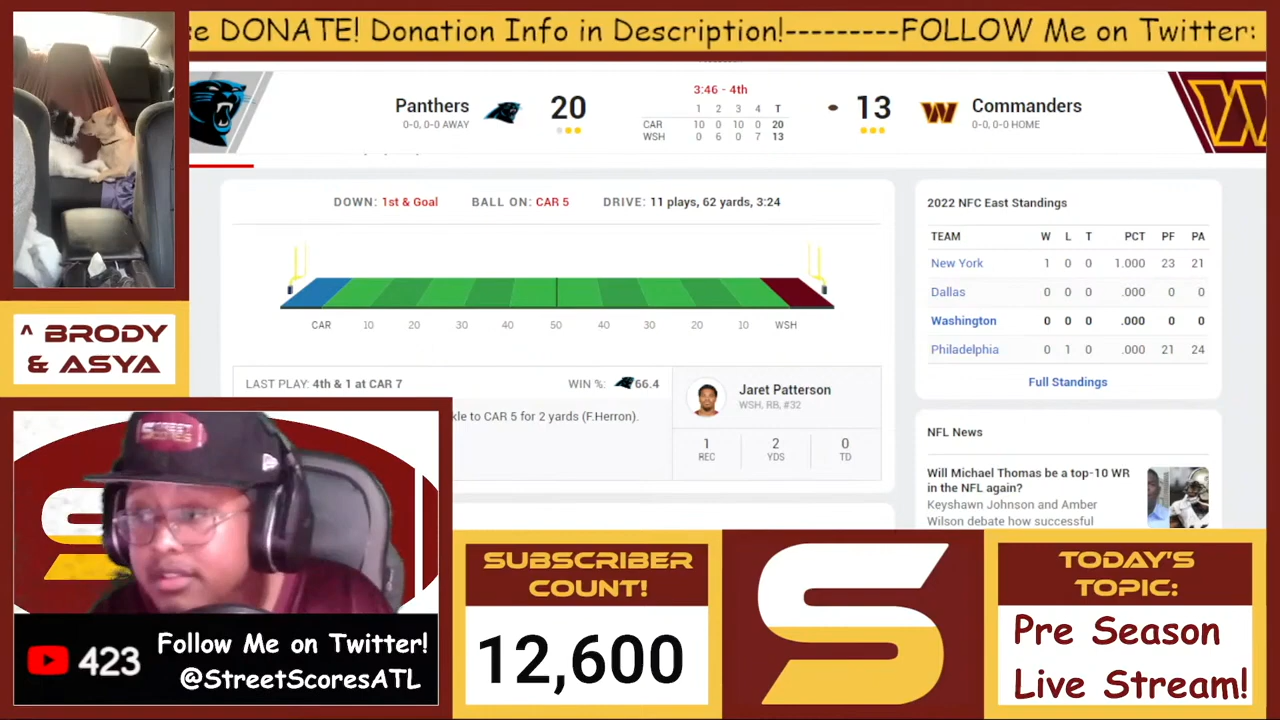 DONATE! Donation Info in Description!---------FOLLOW Me on Twitter:
Panthers
0-0, 0-0 AWAY
20
3:46 - 4th
1 2 3 4 T
CAR 10 0 10 0 20
WSH 0 6 0 7 13
13
Commanders
0-0, 0-0 HOME
DOWN: 1st & Goal BALL ON: CAR 5 DRIVE: 11 plays, 62 yards, 3:24
CAR 10 20 30 40 50 40 30 20 10 WSH
LAST PLAY: 4th & 1 at CAR 7 WIN %: 66.4
to CAR 5 for 2 yards (F.Herron).
Jaret Patterson
WSH, RB, #32
1 2 0
REC YDS TD
2022 NFC East Standings
TEAM W L T PCT PF PA
New York 1 0 0 1.000 23 21
Dallas 0 0 0 .000 0 0
Washington 0 0 0 .000 0 0
Philadelphia 0 1 0 .000 21 24
Full Standings
NFL News
Will Michael Thomas be a top-10 WR
in the NFL again?
Keyshawn Johnson and Amber
Wilson debate how successful
^ BRODY
& ASYA
STREET
SCORES
423
Follow Me on Twitter!
@StreetScoresATL
SUBSCRIBER
COUNT!
12,600
S
TODAY'S
TOPIC:
Pre Season
Live Stream!